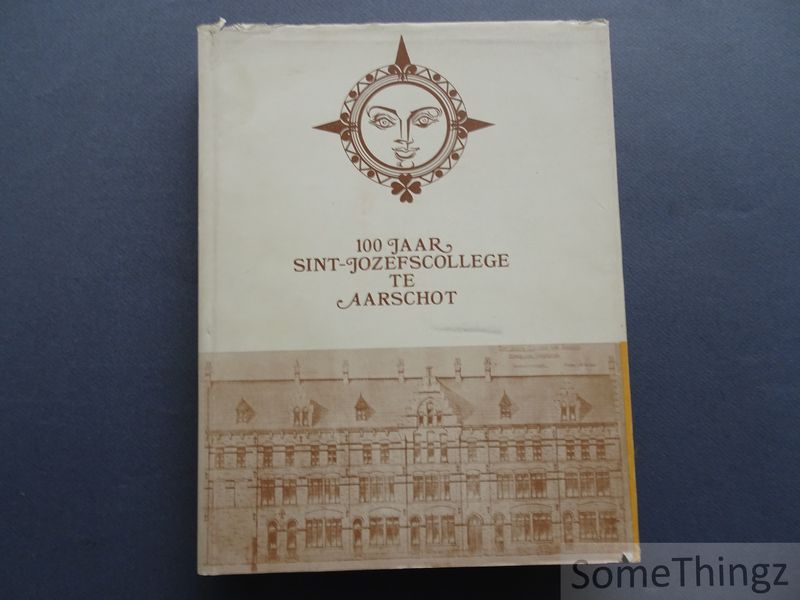 100 JAAR
SINT-JOZEFSCOLLEGE
TE
AARSCHOT
SomeThingz